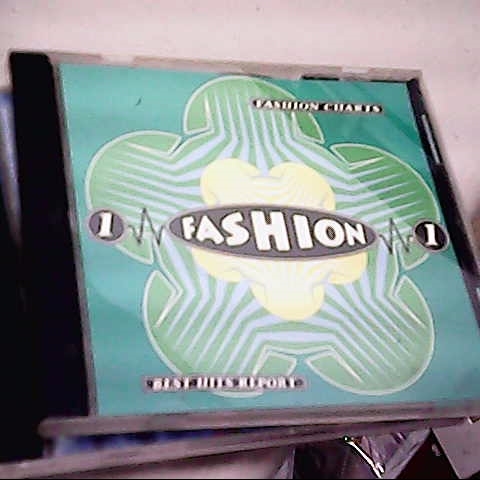 FASHION CHARTS
1 FASHION 1
BEST HITS REPORT